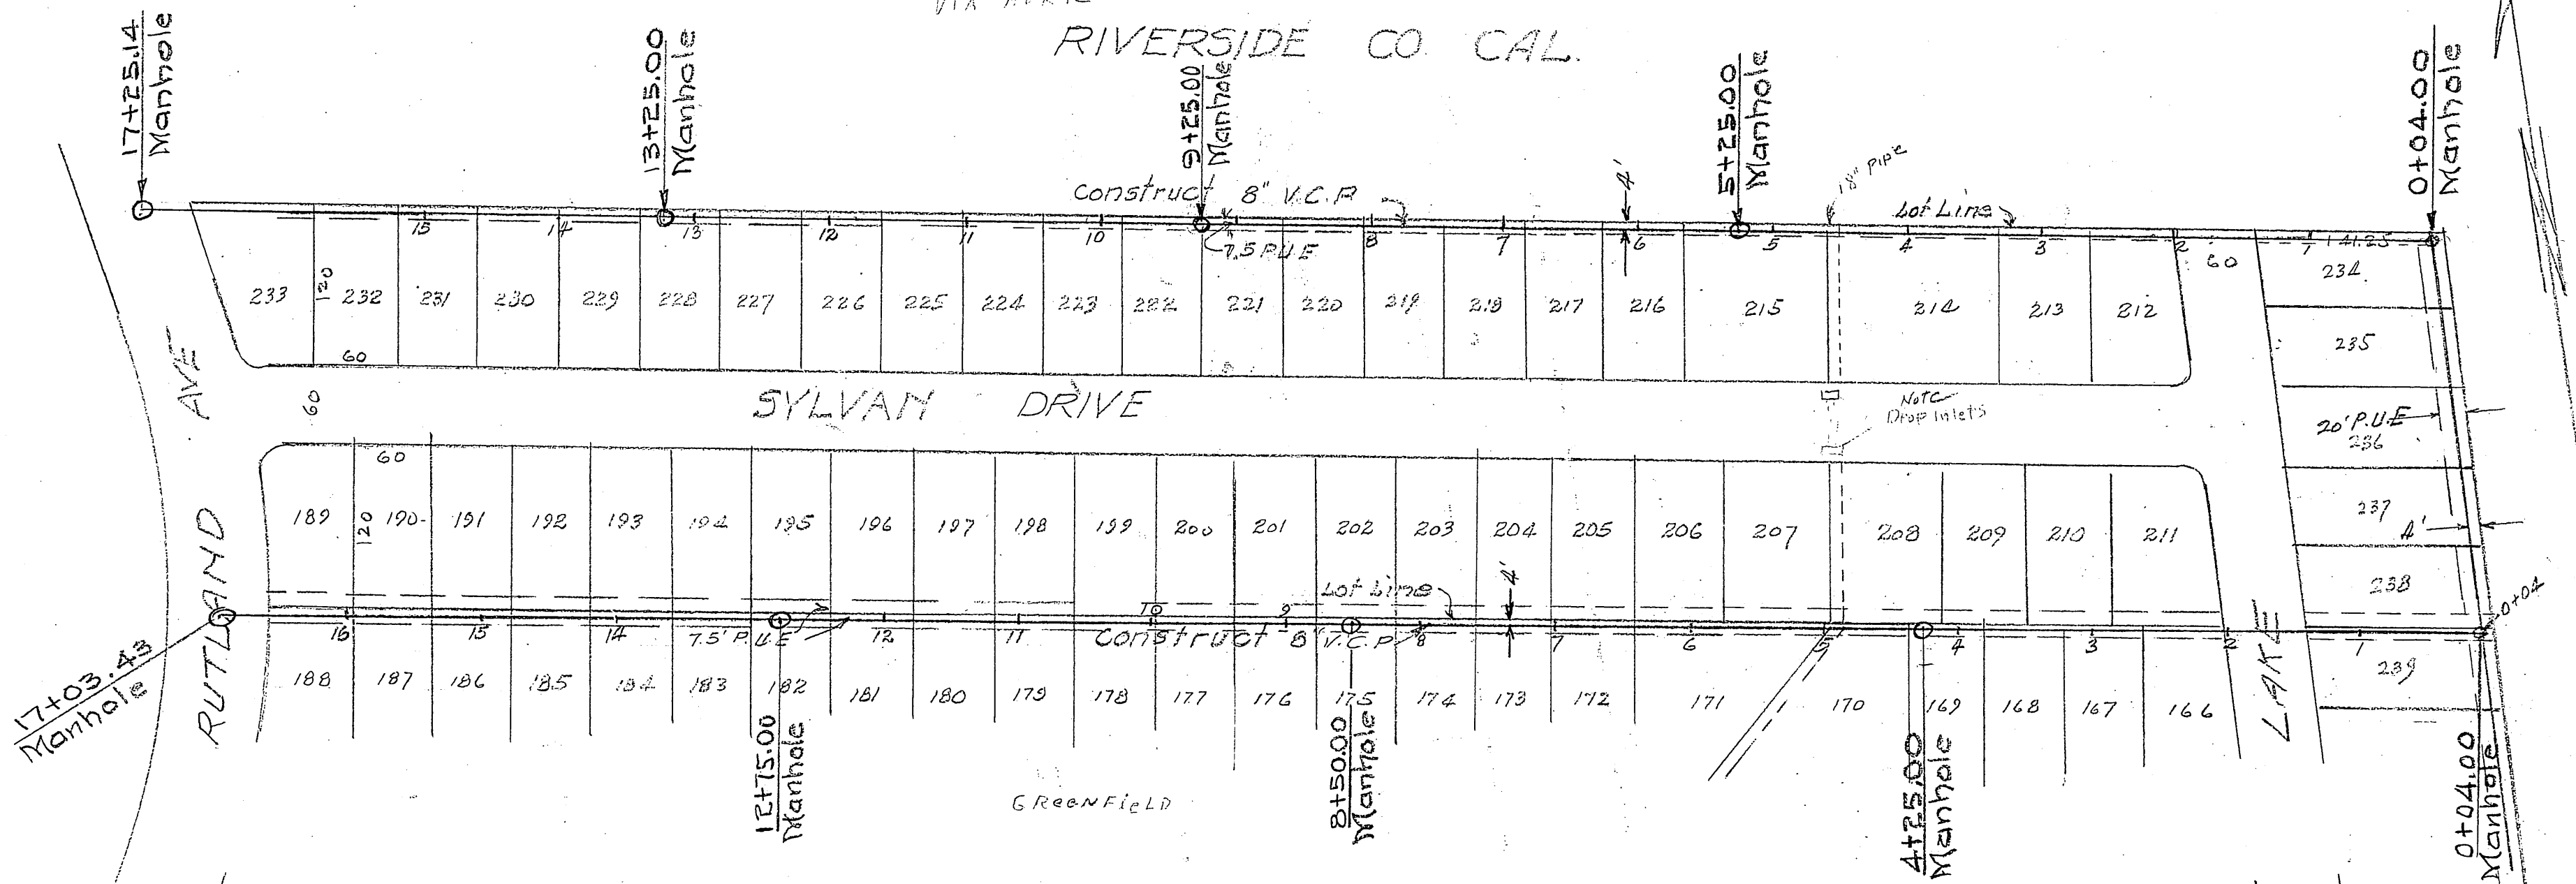 RIVERSIDE CO. CAL.
17+25.14
Manhole
13+25.00
Manhole
9+25.00
Manhole
5+25.00
Manhole
0+04.00
Manhole
Construct 8" V.C.P.
4'
18" Pipe
Lot Line
7.5 P.U.E
15 14 13 12 11 10 8 7 6 5 4 3 2 1 141.25
60
233 232 231 230 229 228 227 226 225 224 223 222 221 220 219 218 217 216 215 214 213 212
120
60
234
235
20' P.U.E
236
237
4'
238
239
RUTLAND AVE
60
SYLVAN DRIVE
Note
Drop Inlets
60
189 190 191 192 193 194 195 196 197 198 199 200 201 202 203 204 205 206 207 208 209 210 211
120
Lot Line
4'
0+04
16 15 14 12 11 10 9 8 7 6 5 4 3 2 1
7.5' P.U.E
Construct 8" V.C.P.
188 187 186 185 184 183 182 181 180 179 178 177 176 175 174 173 172 171 170 169 168 167 166
LAKE
17+03.43
Manhole
12+75.00
Manhole
8+50.00
Manhole
4+25.00
Manhole
0+04.00
Manhole
GREENFIELD